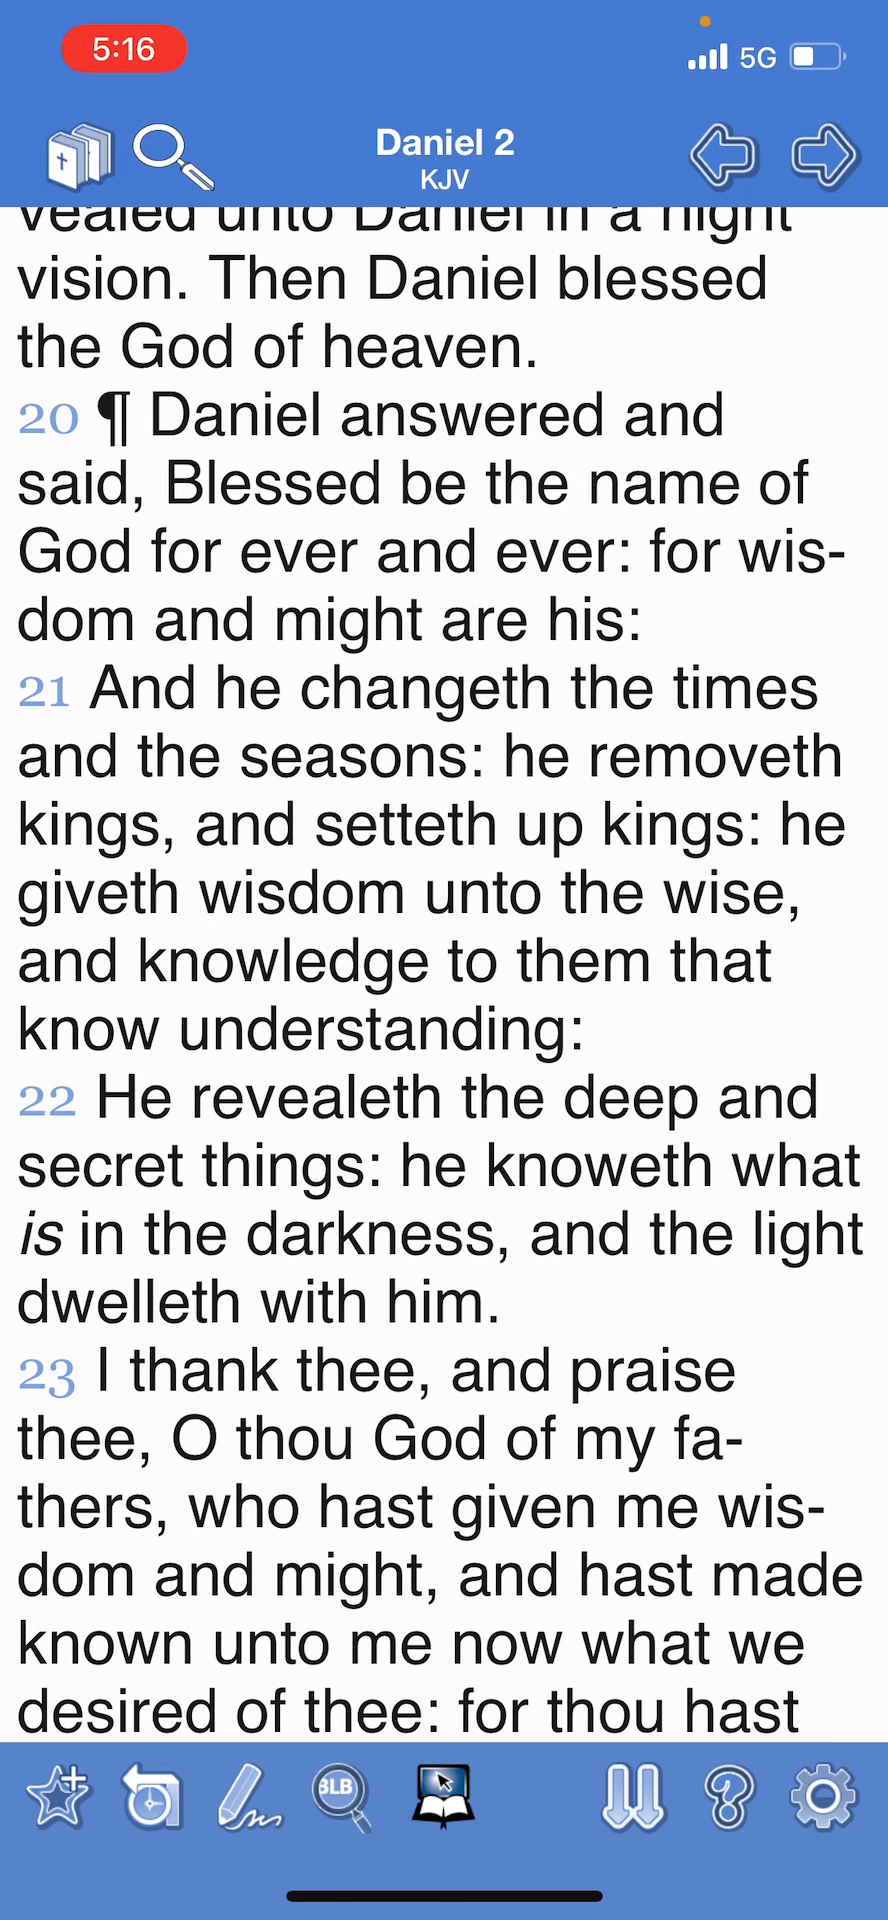 5:16
5G
Daniel 2
KJV
vealed unto Daniel in a night
vision. Then Daniel blessed
the God of heaven.
20 ¶ Daniel answered and
said, Blessed be the name of
God for ever and ever: for wis-
dom and might are his:
21 And he changeth the times
and the seasons: he removeth
kings, and setteth up kings: he
giveth wisdom unto the wise,
and knowledge to them that
know understanding:
22 He revealeth the deep and
secret things: he knoweth what
is in the darkness, and the light
dwelleth with him.
23 I thank thee, and praise
thee, O thou God of my fa-
thers, who hast given me wis-
dom and might, and hast made
known unto me now what we
desired of thee: for thou hast
BLB